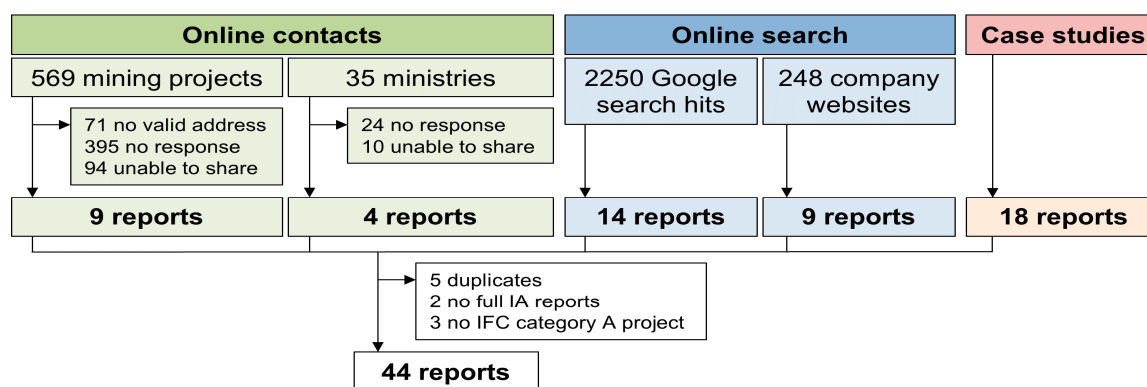 Online contacts
Online search
Case studies
569 mining projects
35 ministries
2250 Google
search hits
248 company
websites
71 no valid address
395 no response
94 unable to share
24 no response
10 unable to share
9 reports
4 reports
14 reports
9 reports
18 reports
5 duplicates
2 no full IA reports
3 no IFC category A project
44 reports